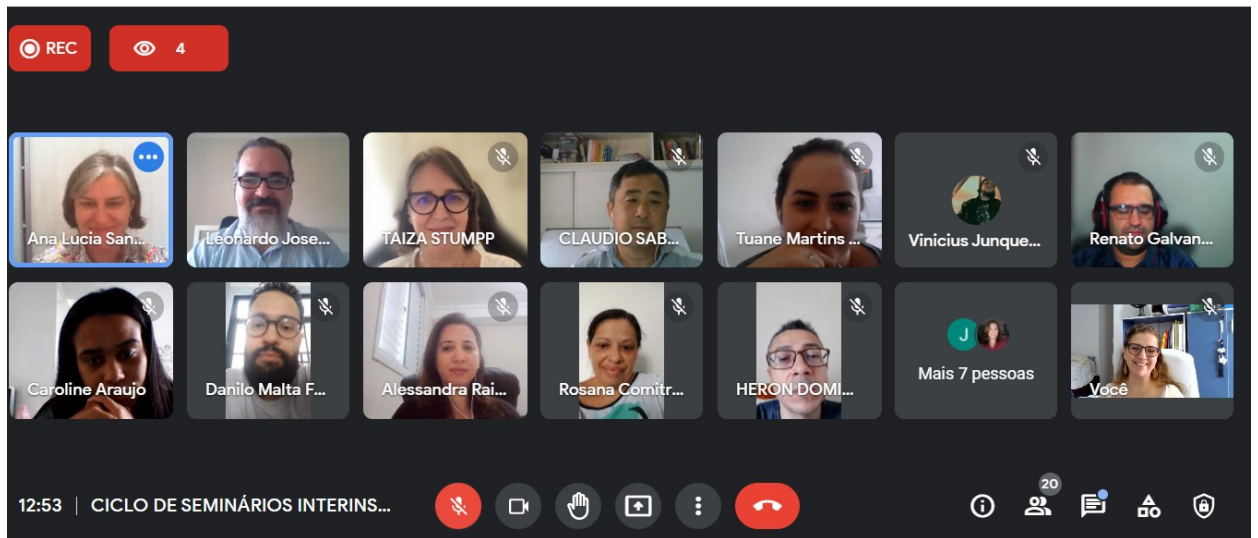 REC
4
Ana Lucia San...
Leonardo Jose...
TAIZA STUMPP
CLAUDIO SAB...
Tuane Martins ...
Vinicius Junque...
Renato Galvan...
Caroline Araujo
Danilo Malta F...
Alessandra Rai...
Rosana Comitr...
HERON DOMI...
J
Mais 7 pessoas
Você
12:53 | CICLO DE SEMINÁRIOS INTERINS...
20